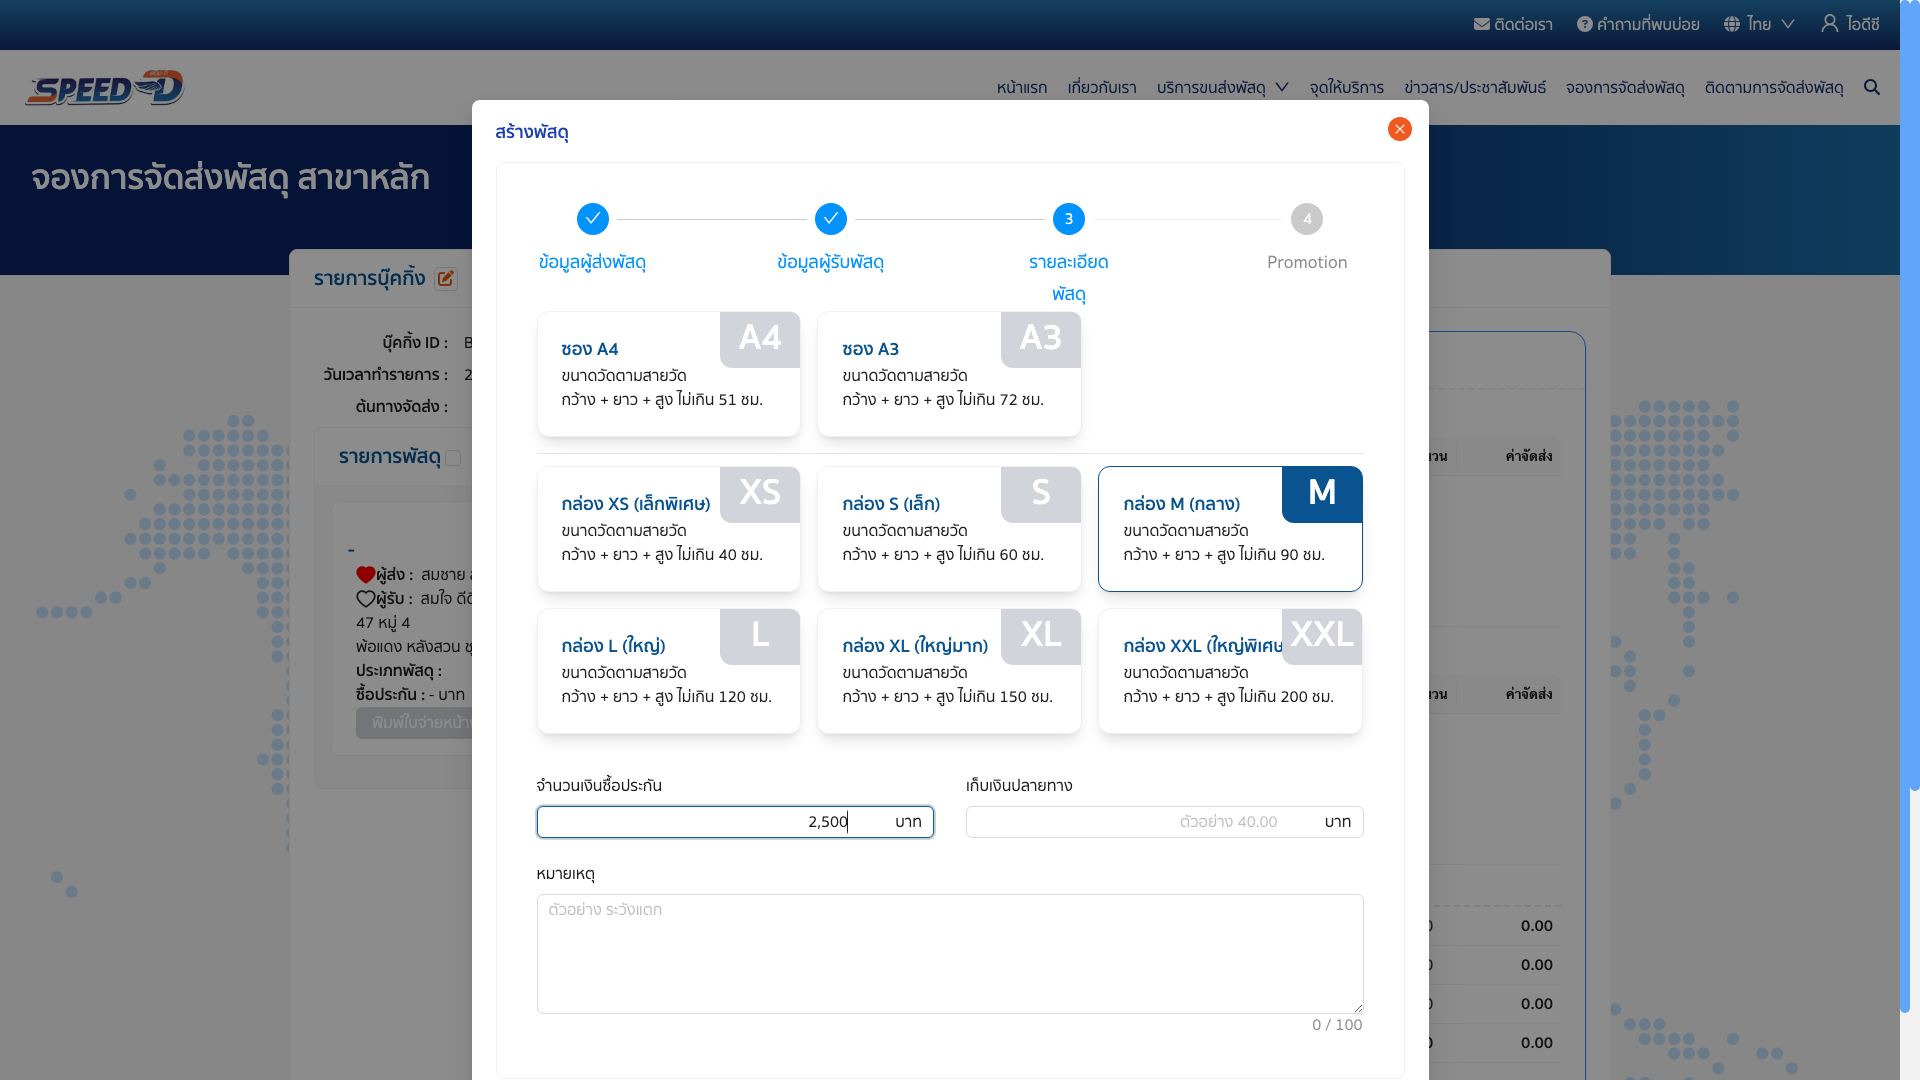 ติดต่อเรา
คำถามที่พบบ่อย
ไทย
ไอดีซี
SPEED D
หน้าแรก
เกี่ยวกับเรา
บริการขนส่งพัสดุ
จุดให้บริการ
ข่าวสาร/ประชาสัมพันธ์
จองการจัดส่งพัสดุ
ติดตามการจัดส่งพัสดุ
จองการจัดส่งพัสดุ สาขาหลัก
รายการบุ๊คกิ้ง
บุ๊คกิ้ง ID :
วันเวลาทำรายการ : 2
ต้นทางจัดส่ง :
รายการพัสดุ
-
ผู้ส่ง : สมชาย
ผู้รับ : สมใจ
47 หมู่ 4
พ้อแดง หลังสวน
ประเภทพัสดุ :
ซื้อประกัน : - บาท
พิมพ์ใบจ่ายหน้า
สร้างพัสดุ
ข้อมูลผู้ส่งพัสดุ
ข้อมูลผู้รับพัสดุ
3
รายละเอียด
พัสดุ
4
Promotion
ซอง A4
A4
ขนาดวัดตามสายวัด
กว้าง + ยาว + สูง ไม่เกิน 51 ซม.
ซอง A3
A3
ขนาดวัดตามสายวัด
กว้าง + ยาว + สูง ไม่เกิน 72 ซม.
กล่อง XS (เล็กพิเศษ)
XS
ขนาดวัดตามสายวัด
กว้าง + ยาว + สูง ไม่เกิน 40 ซม.
กล่อง S (เล็ก)
S
ขนาดวัดตามสายวัด
กว้าง + ยาว + สูง ไม่เกิน 60 ซม.
กล่อง M (กลาง)
M
ขนาดวัดตามสายวัด
กว้าง + ยาว + สูง ไม่เกิน 90 ซม.
กล่อง L (ใหญ่)
L
ขนาดวัดตามสายวัด
กว้าง + ยาว + สูง ไม่เกิน 120 ซม.
กล่อง XL (ใหญ่มาก)
XL
ขนาดวัดตามสายวัด
กว้าง + ยาว + สูง ไม่เกิน 150 ซม.
กล่อง XXL (ใหญ่พิเศษ
XXL
ขนาดวัดตามสายวัด
กว้าง + ยาว + สูง ไม่เกิน 200 ซม.
จำนวนเงินซื้อประกัน
2,500 บาท
เก็บเงินปลายทาง
ตัวอย่าง 40.00 บาท
หมายเหตุ
ตัวอย่าง ระวังแตก
0 / 100
ค่าจัดส่ง
ค่าจัดส่ง
0.00
0.00
0.00
0.00